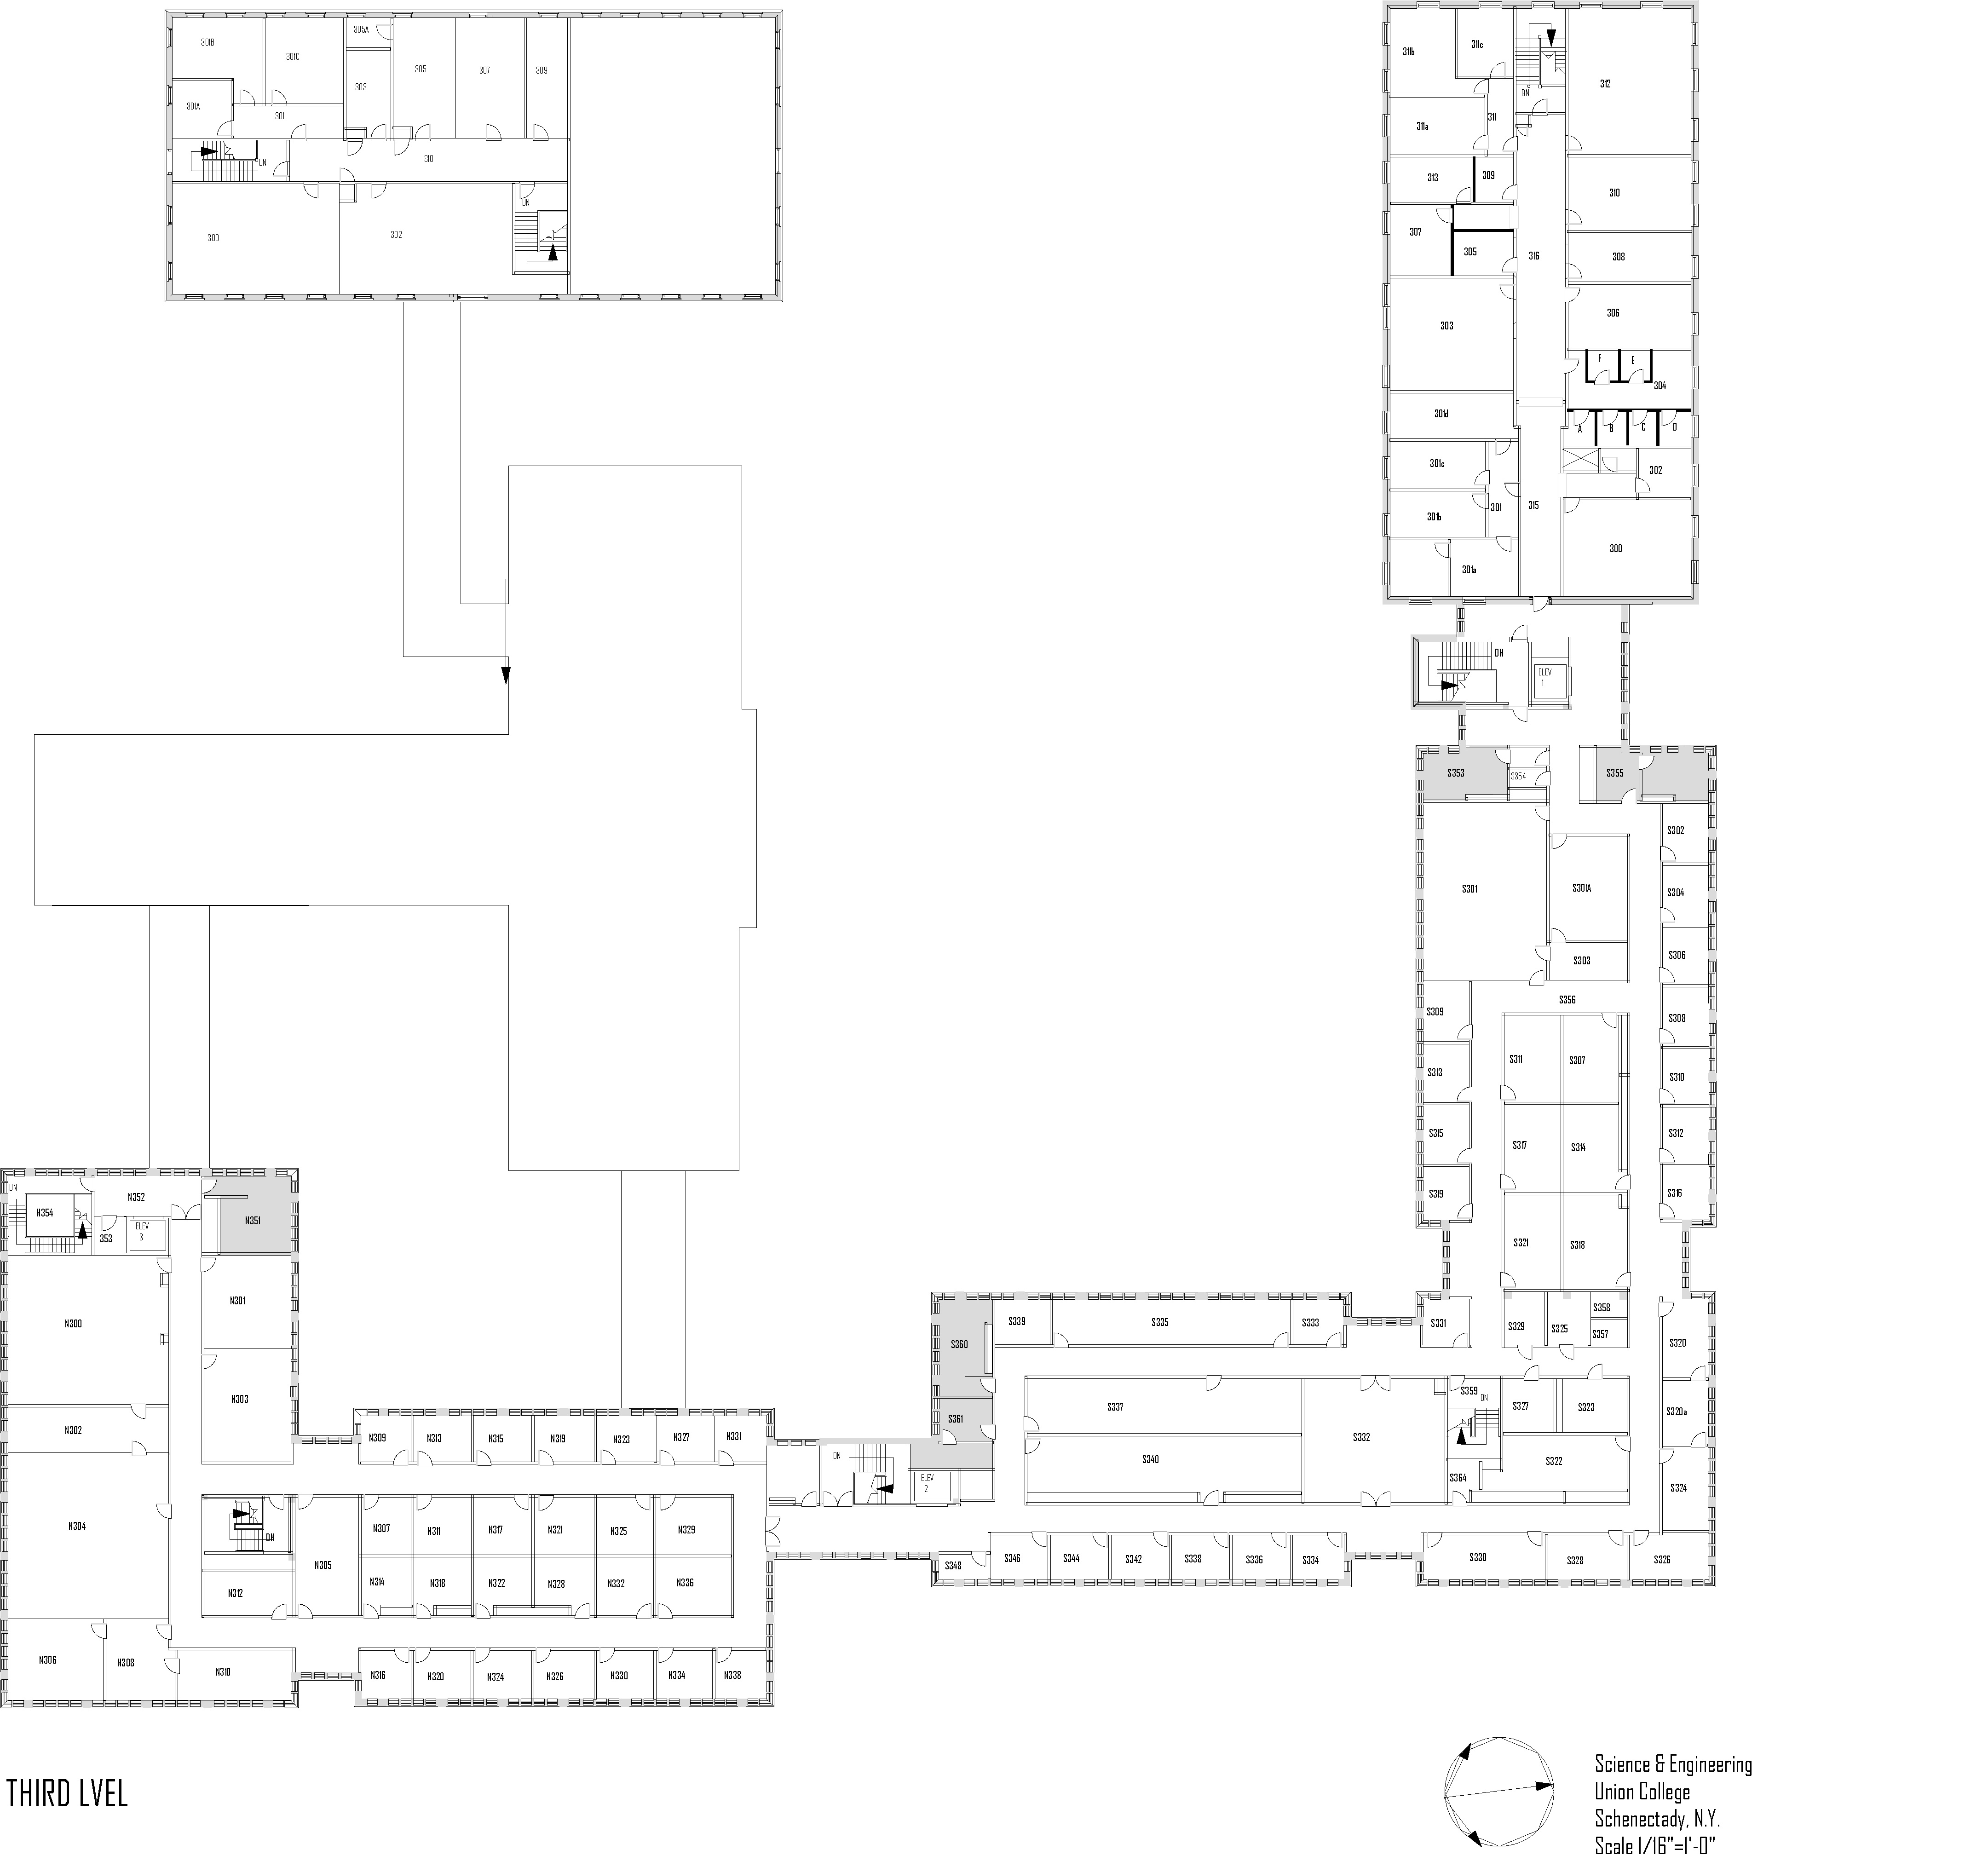 301B
301C
305A
305
307
309
303
301A
301
310
DN
DN
300
302
311b
311c
312
DN
311a
311
313
309
310
307
305
316
308
303
306
F
E
304
301d
A
B
C
D
301c
302
301b
301
315
300
301a
DN
ELEV
1
S353
S354
S355
S302
S301
S301A
S304
S303
S306
S356
S309
S308
S311
S307
S313
S310
S315
S317
S314
S312
S319
S316
S321
S318
S358
S331
S329
S325
S357
S320
DN
N352
N354
353
ELEV
3
N351
N301
N300
N303
N302
N304
N309
N313
N315
N319
N323
N327
N331
S360
S339
S335
S333
S361
S337
S332
S359
DN
S327
S323
S320a
S340
S364
S322
S324
DN
ELEV
2
DN
N305
N307
N311
N317
N321
N325
N329
N312
N314
N318
N322
N328
N332
N336
S348
S346
S344
S342
S338
S336
S334
S330
S328
S326
N306
N308
N310
N316
N320
N324
N326
N330
N334
N338
THIRD LVEL
Science & Engineering
Union College
Schenectady, N.Y.
Scale 1/16"=1'-0"